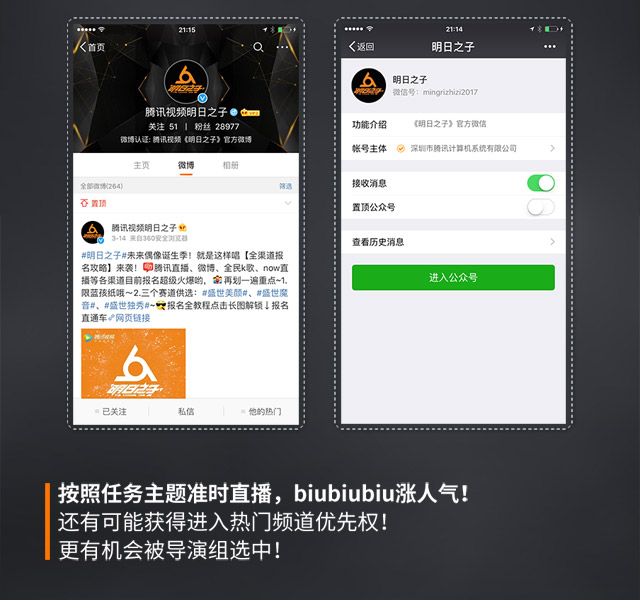 21:15
首页
明日之子
腾讯视频明日之子
关注 51 | 粉丝 28977
微博认证: 腾讯视频《明日之子》官方微博
主页 微博 相册
全部微博(264) 筛选
置顶
腾讯视频明日之子
3-14 来自360安全浏览器
#明日之子#未来偶像诞生季！就是这样唱【全渠道报
名攻略】来袭！腾讯直播、微博、全民k歌、now直
播等各渠道目前报名超级火爆哟，再划一遍重点~1.
限蓝孩纸哦~2.三个赛道供选：#盛世美颜#、#盛世魔
音#、#盛世独秀#~报名全教程点击长图解锁↓报名
直通车网页链接
腾讯视频
明日之子
已关注 私信 他的热门
21:14
返回 明日之子
明日之子
微信号：mingrizhizi2017
功能介绍 《明日之子》官方微信
帐号主体 深圳市腾讯计算机系统有限公司
接收消息
置顶公众号
查看历史消息
进入公众号
按照任务主题准时直播，biubiubiu涨人气！
还有可能获得进入热门频道优先权！
更有机会被导演组选中！